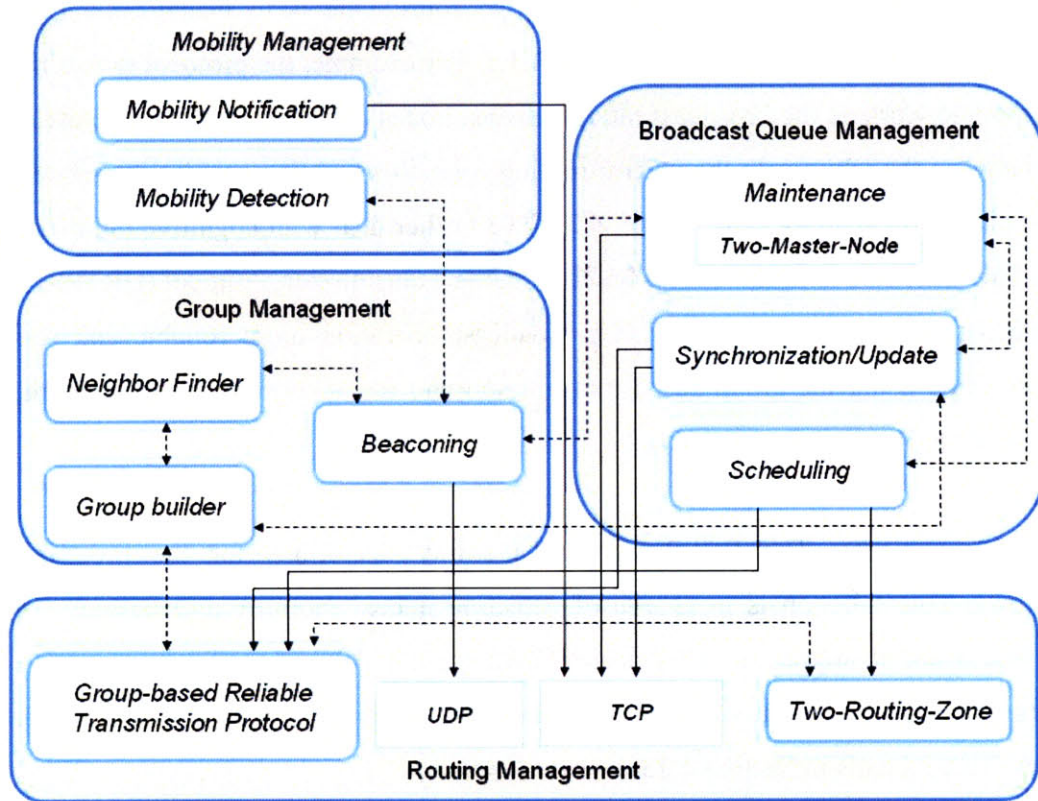 Mobility Management
Mobility Notification
Mobility Detection
Broadcast Queue Management
Maintenance
Two-Master-Node
Synchronization/Update
Scheduling
Group Management
Neighbor Finder
Beaconing
Group builder
Group-based Reliable
Transmission Protocol
UDP
TCP
Two-Routing-Zone
Routing Management